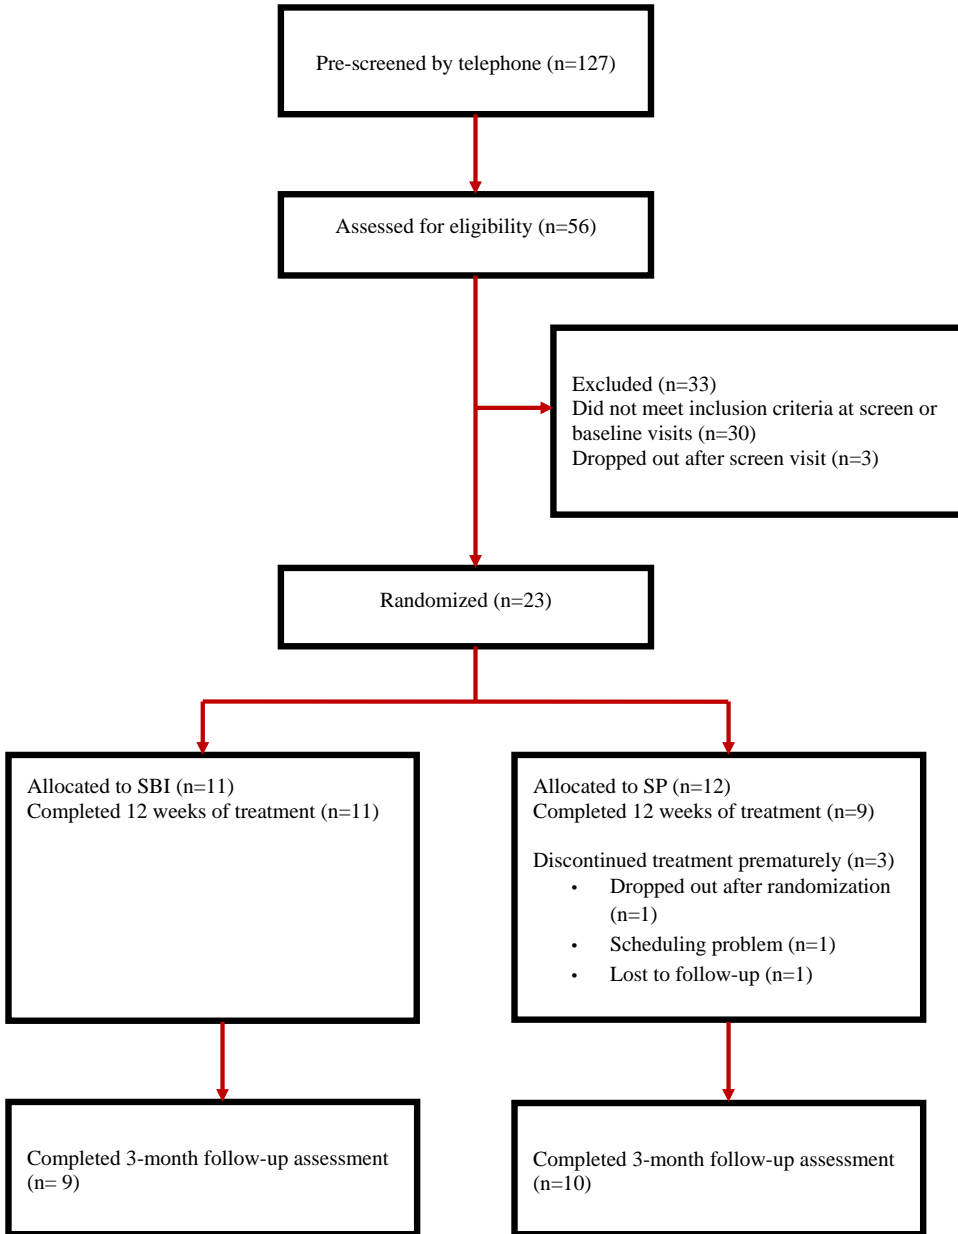 Pre-screened by telephone (n=127)
Assessed for eligibility (n=56)
Excluded (n=33)
Did not meet inclusion criteria at screen or
baseline visits (n=30)
Dropped out after screen visit (n=3)
Randomized (n=23)
Allocated to SBI (n=11)
Completed 12 weeks of treatment (n=11)
Allocated to SP (n=12)
Completed 12 weeks of treatment (n=9)
Discontinued treatment prematurely (n=3)
• Dropped out after randomization
(n=1)
• Scheduling problem (n=1)
• Lost to follow-up (n=1)
Completed 3-month follow-up assessment
(n= 9)
Completed 3-month follow-up assessment
(n=10)